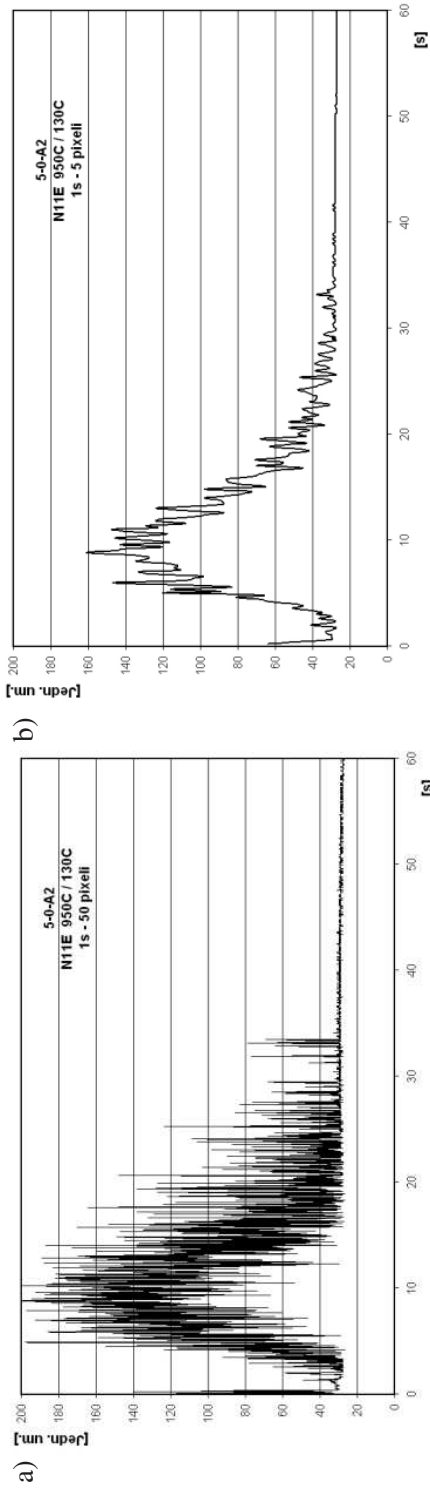 a)
[Jedn. um.]
5-0-A2
N11E 950C / 130C
1s - 50 pixeli
200
180
160
140
120
100
80
60
40
20
0
0 10 20 30 40 50 60
[s]
b)
[Jedn. um.]
5-0-A2
N11E 950C / 130C
1s - 5 pixeli
200
180
160
140
120
100
80
60
40
20
0
0 10 20 30 40 50 60
[s]